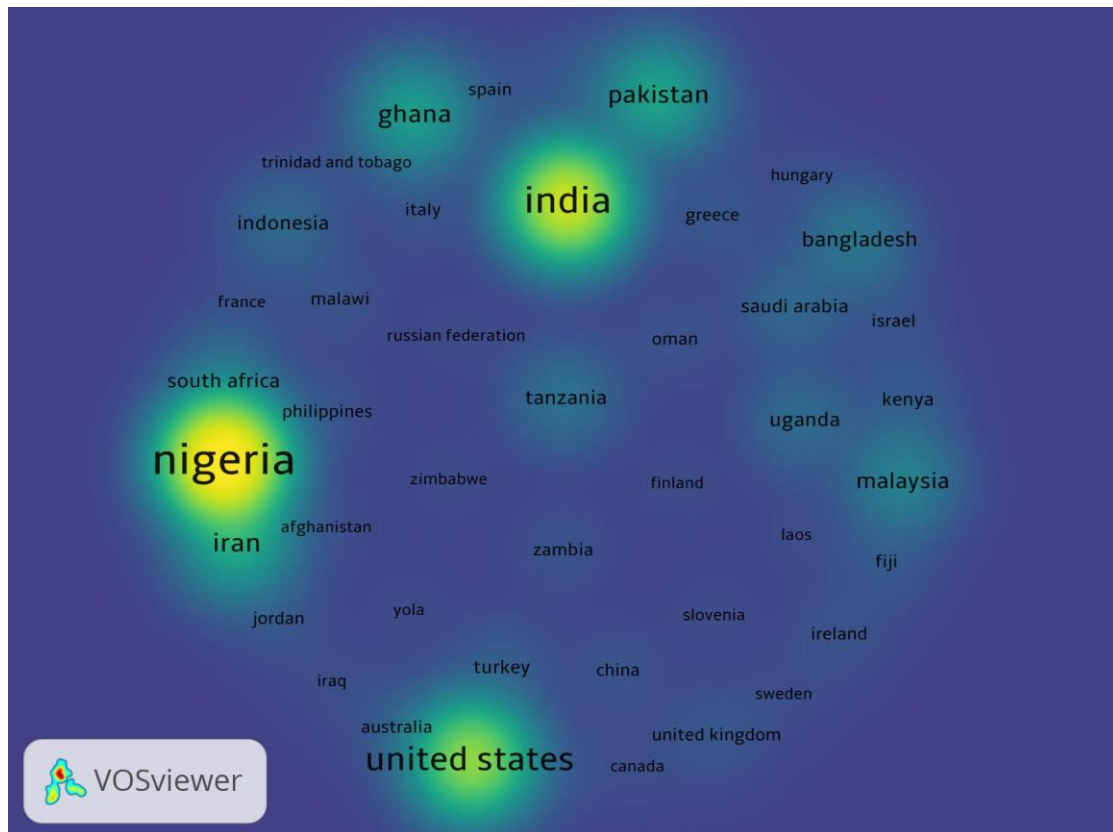 spain
pakistan
ghana
trinidad and tobago
hungary
india
italy
greece
indonesia
bangladesh
france
malawi
saudi arabia
israel
russian federation
oman
south africa
tanzania
kenya
philippines
uganda
nigeria
zimbabwe
finland
malaysia
afghanistan
iran
zambia
laos
fiji
jordan
yola
slovenia
ireland
turkey
china
iraq
sweden
australia
united kingdom
united states
canada
VOSviewer